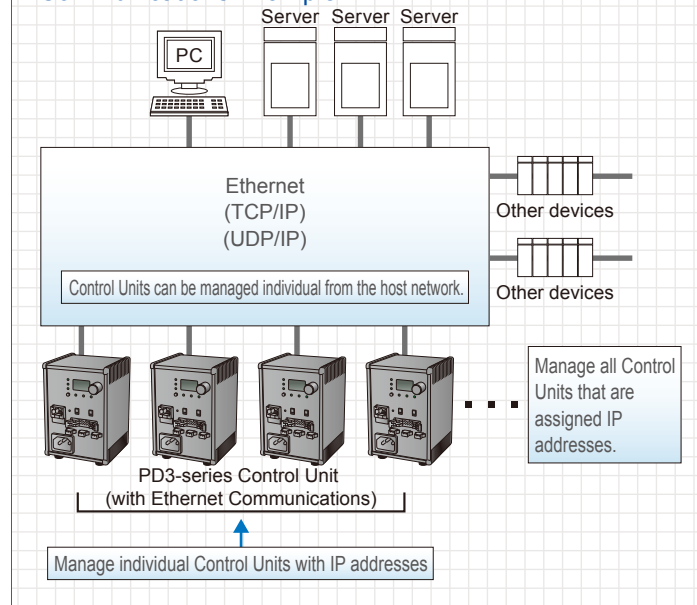 Server Server Server
PC
Ethernet
(TCP/IP)
(UDP/IP)
Control Units can be managed individual from the host network.
Other devices
Other devices
Manage all Control
Units that are
assigned IP
addresses.
PD3-series Control Unit
(with Ethernet Communications)
Manage individual Control Units with IP addresses